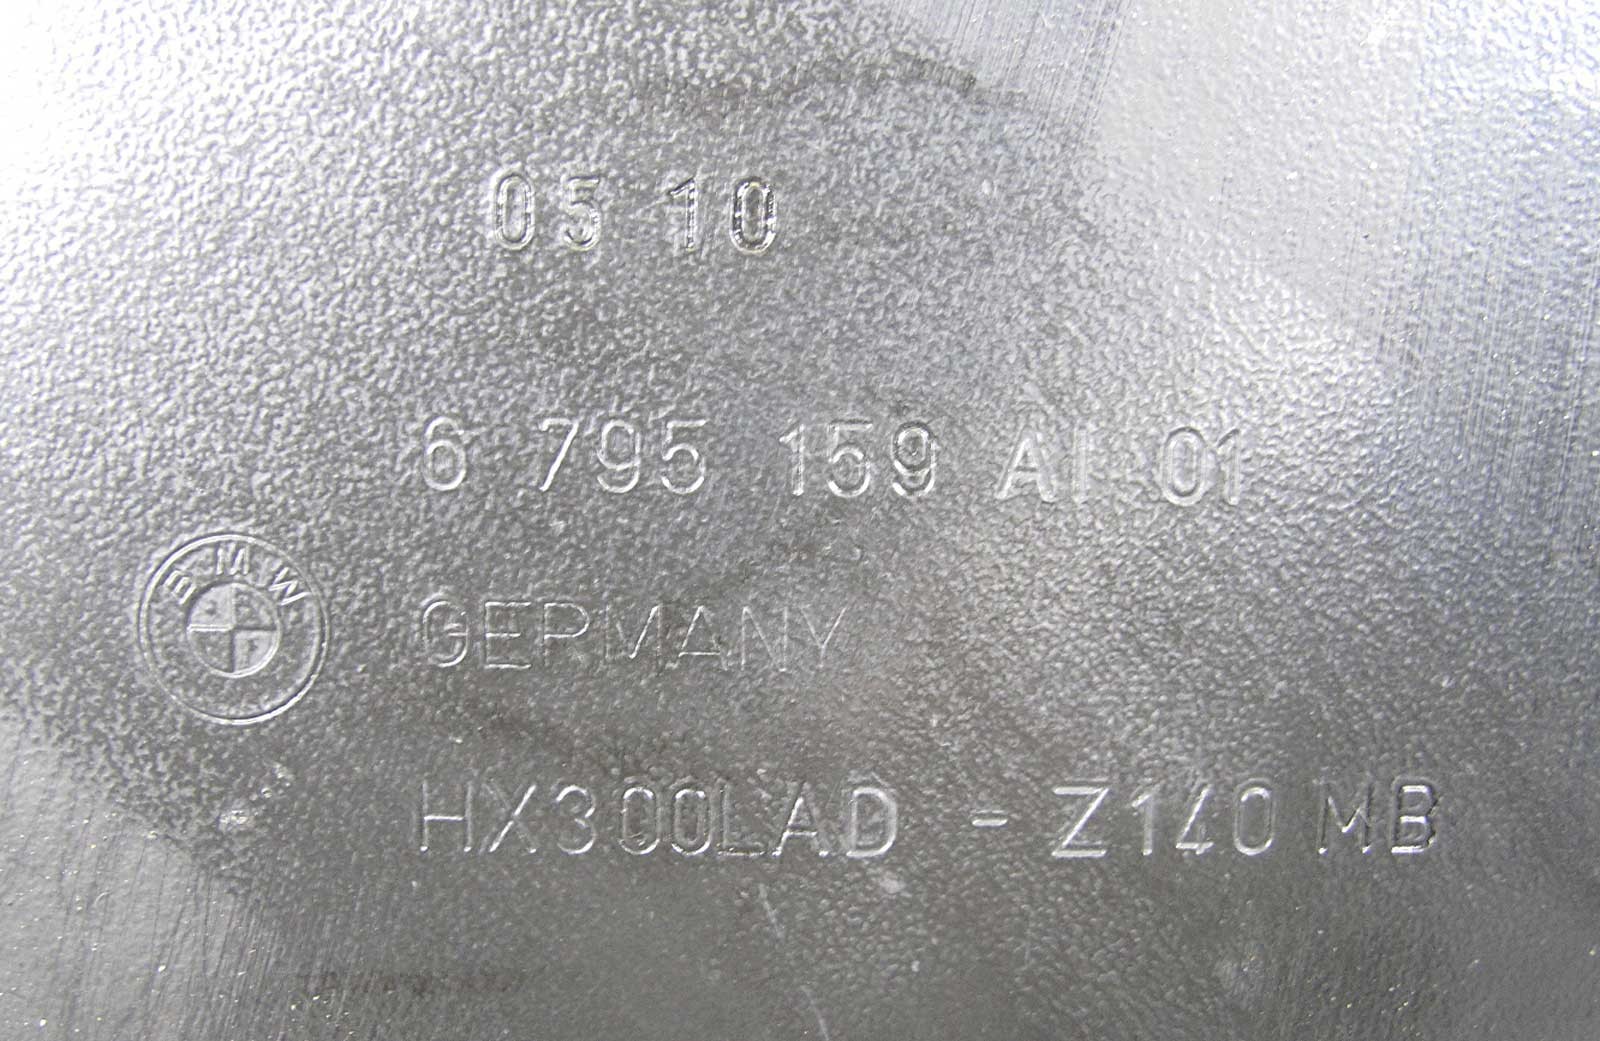 05 10
6 795 159 AI 01
BMW
GERMANY
HX300LAD - Z140 MB